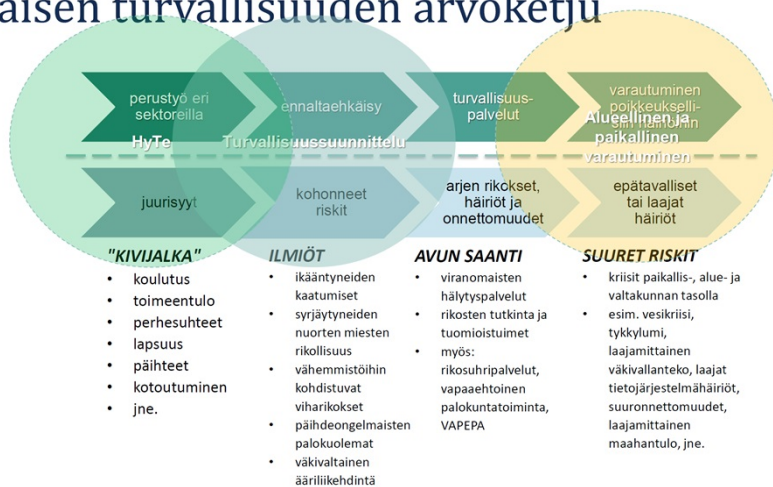 aisen turvallisuuden arvoketju
perustyö eri
sektoreilla
ennaltaehkäisy
turvallisuus-
palvelut
varautuminen
poikkeukselli-
siin häiriöihin
HyTe
Turvallisuussuunnittelu
Alueellinen ja
paikallinen
varautuminen
juurisyyt
kohonneet
riskit
arjen rikokset,
häiriöt ja
onnettomuudet
epätavalliset
tai laajat
häiriöt
"KIVIJALKA"
• koulutus
• toimeentulo
• perhesuhteet
• lapsuus
• päihteet
• kotoutuminen
• jne.
ILMIÖT
• ikääntyneiden
kaatumiset
• syrjäytyneiden
nuorten miesten
rikollisuus
• vähemmistöihin
kohdistuvat
viharikokset
• päihdeongelmaisten
palokuolemat
• väkivaltainen
ääriliikehdintä
AVUN SAANTI
• viranomaisten
hälytyspalvelut
• rikosten tutkinta ja
tuomioistuimet
• myös:
rikosuhripalvelut,
vapaaehtoinen
palokuntatoiminta,
VAPEPA
SUURET RISKIT
• kriisit paikallis-, alue- ja
valtakunnan tasolla
• esim. vesikriisi,
tykkylumi,
laajamittainen
väkivallanteko, laajat
tietojärjestelmähäiriöt,
suuronnettomuudet,
laajamittainen
maahantulo, jne.